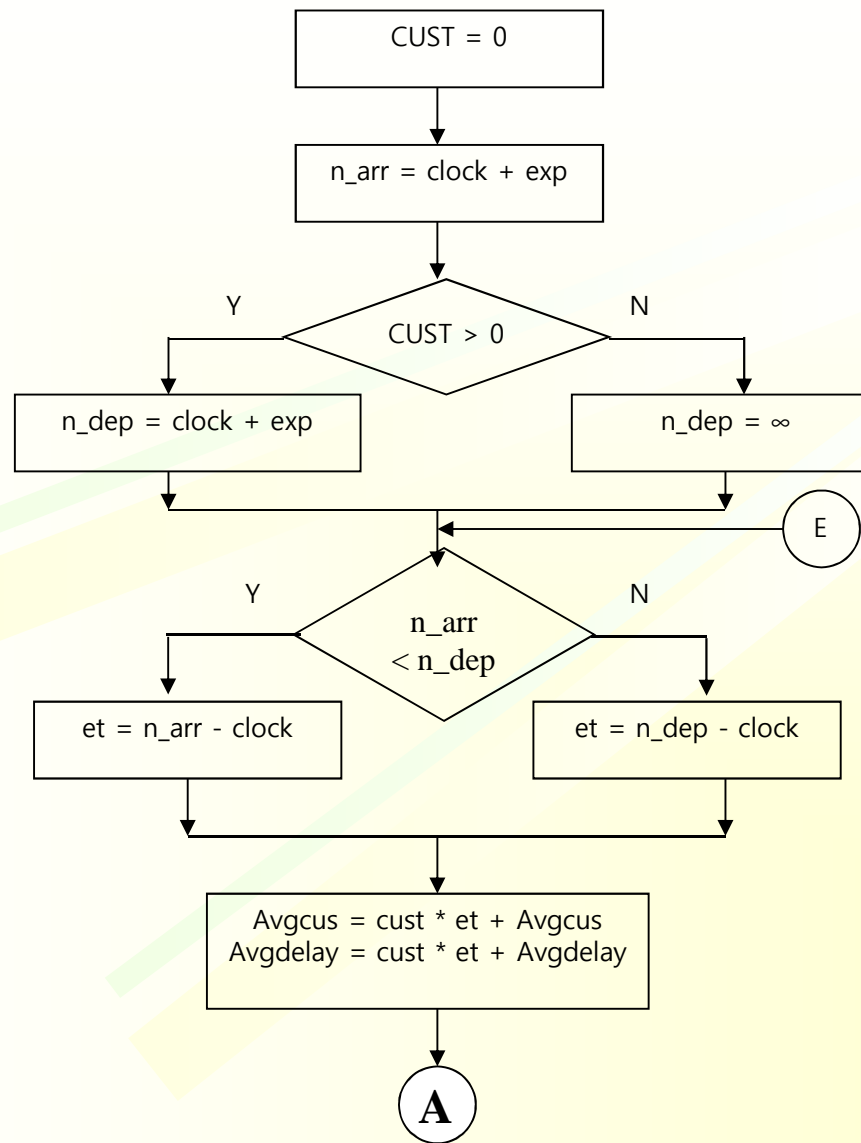 CUST = 0
n_arr = clock + exp
Y
N
CUST > 0
n_dep = clock + exp
n_dep = ∞
E
Y
N
n_arr
< n_dep
et = n_arr - clock
et = n_dep - clock
Avgcus = cust * et + Avgcus
Avgdelay = cust * et + Avgdelay
A